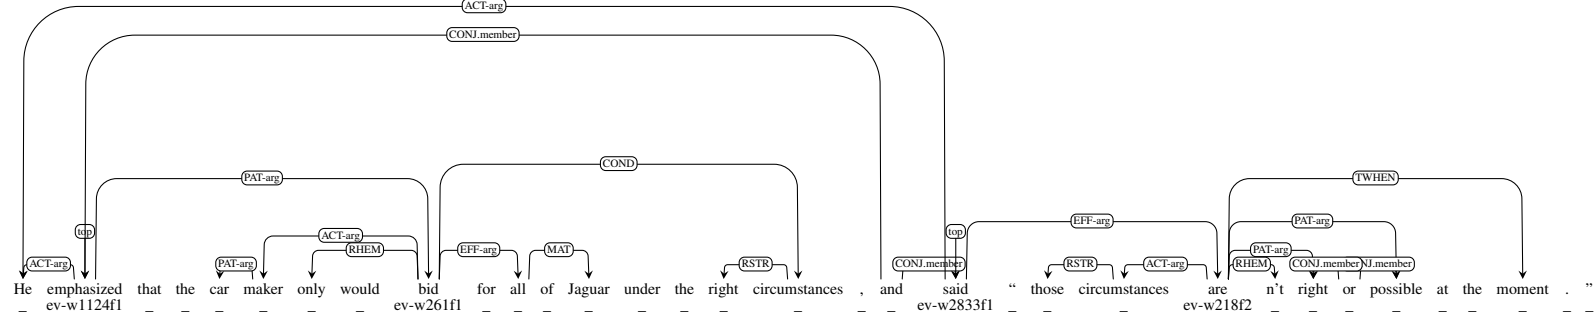 ACT-arg
CONJ.member
COND
PAT-arg TWHEN
EFF-arg PAT-arg
top ACT-arg top
RHEM EFF-arg MAT PAT-arg
ACT-arg PAT-arg RSTR CONJ.member RSTR ACT-arg RHEM CONJ.member NJ.member
He emphasized that the car maker only would bid for all of Jaguar under the right circumstances , and said “ those circumstances are n’t right or possible at the moment . ”
_ ev-w1124f1 _ _ _ _ _ _ ev-w261f1 _ _ _ _ _ _ _ _ _ _ ev-w2833f1 _ _ _ ev-w218f2 _ _ _ _ _ _ _ _ _